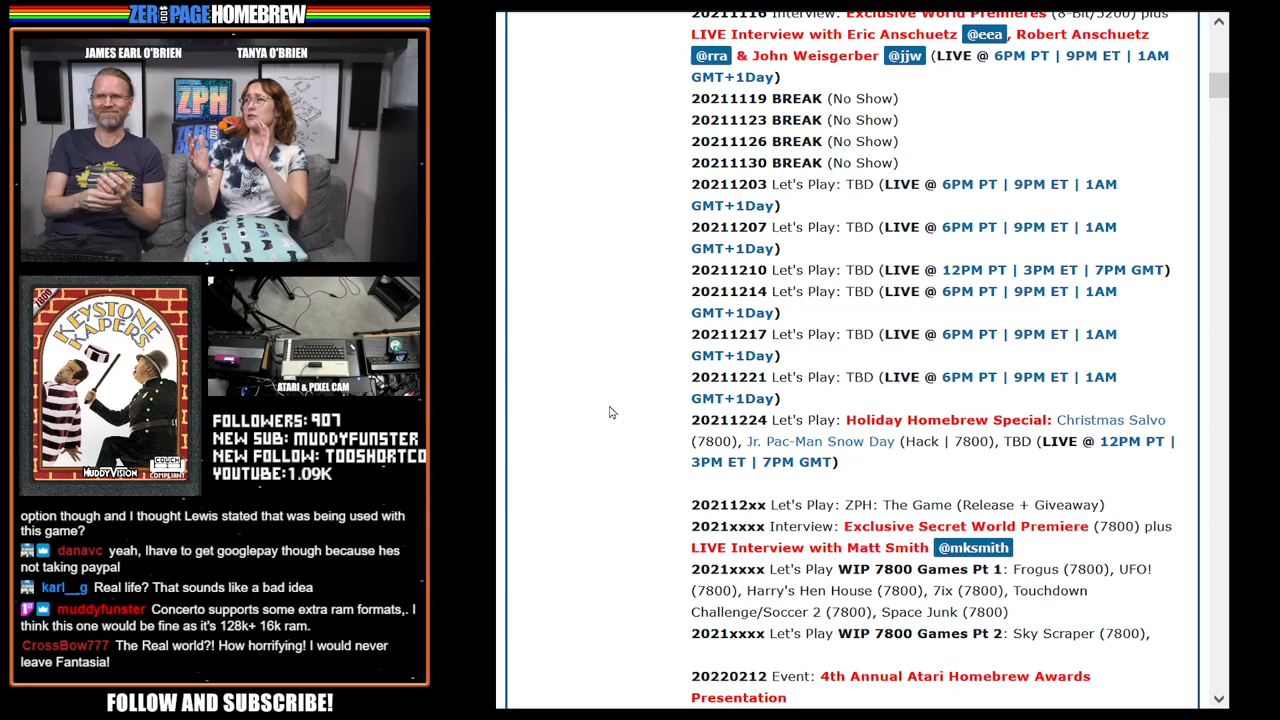 ZERO PAGE HOMEBREW
JAMES EARL O'BRIEN
TANYA O'BRIEN
ZPH
7800
KEYSTONE
KAPERS
MUDDYVISION
COUCH
COMPLIANT
ATARI & PIXEL CAM
FOLLOWERS: 907
NEW SUB: MUDDYFUNSTER
NEW FOLLOW: TOOSHORTCO
YOUTUBE:1.09K
option though and I thought Lewis stated that was being used with
this game?
danavc yeah, Ihave to get googlepay though because hes
not taking paypal
karl__g Real life? That sounds like a bad idea
muddyfunster Concerto supports some extra ram formats,. I
think this one would be fine as it's 128k+ 16k ram.
CrossBow777 The Real world?! How horrifying! I would never
leave Fantasia!
FOLLOW AND SUBSCRIBE!
20211116 Interview: Exclusive World Premieres (8-Bit/5200) plus
LIVE Interview with Eric Anschuetz @eea, Robert Anschuetz
@rra & John Weisgerber @jjw (LIVE @ 6PM PT | 9PM ET | 1AM
GMT+1Day)
20211119 BREAK (No Show)
20211123 BREAK (No Show)
20211126 BREAK (No Show)
20211130 BREAK (No Show)
20211203 Let's Play: TBD (LIVE @ 6PM PT | 9PM ET | 1AM
GMT+1Day)
20211207 Let's Play: TBD (LIVE @ 6PM PT | 9PM ET | 1AM
GMT+1Day)
20211210 Let's Play: TBD (LIVE @ 12PM PT | 3PM ET | 7PM GMT)
20211214 Let's Play: TBD (LIVE @ 6PM PT | 9PM ET | 1AM
GMT+1Day)
20211217 Let's Play: TBD (LIVE @ 6PM PT | 9PM ET | 1AM
GMT+1Day)
20211221 Let's Play: TBD (LIVE @ 6PM PT | 9PM ET | 1AM
GMT+1Day)
20211224 Let's Play: Holiday Homebrew Special: Christmas Salvo
(7800), Jr. Pac-Man Snow Day (Hack | 7800), TBD (LIVE @ 12PM PT |
3PM ET | 7PM GMT)
202112xx Let's Play: ZPH: The Game (Release + Giveaway)
2021xxxx Interview: Exclusive Secret World Premiere (7800) plus
LIVE Interview with Matt Smith @mksmith
2021xxxx Let's Play WIP 7800 Games Pt 1: Frogus (7800), UFO!
(7800), Harry's Hen House (7800), 7ix (7800), Touchdown
Challenge/Soccer 2 (7800), Space Junk (7800)
2021xxxx Let's Play WIP 7800 Games Pt 2: Sky Scraper (7800),
20220212 Event: 4th Annual Atari Homebrew Awards
Presentation